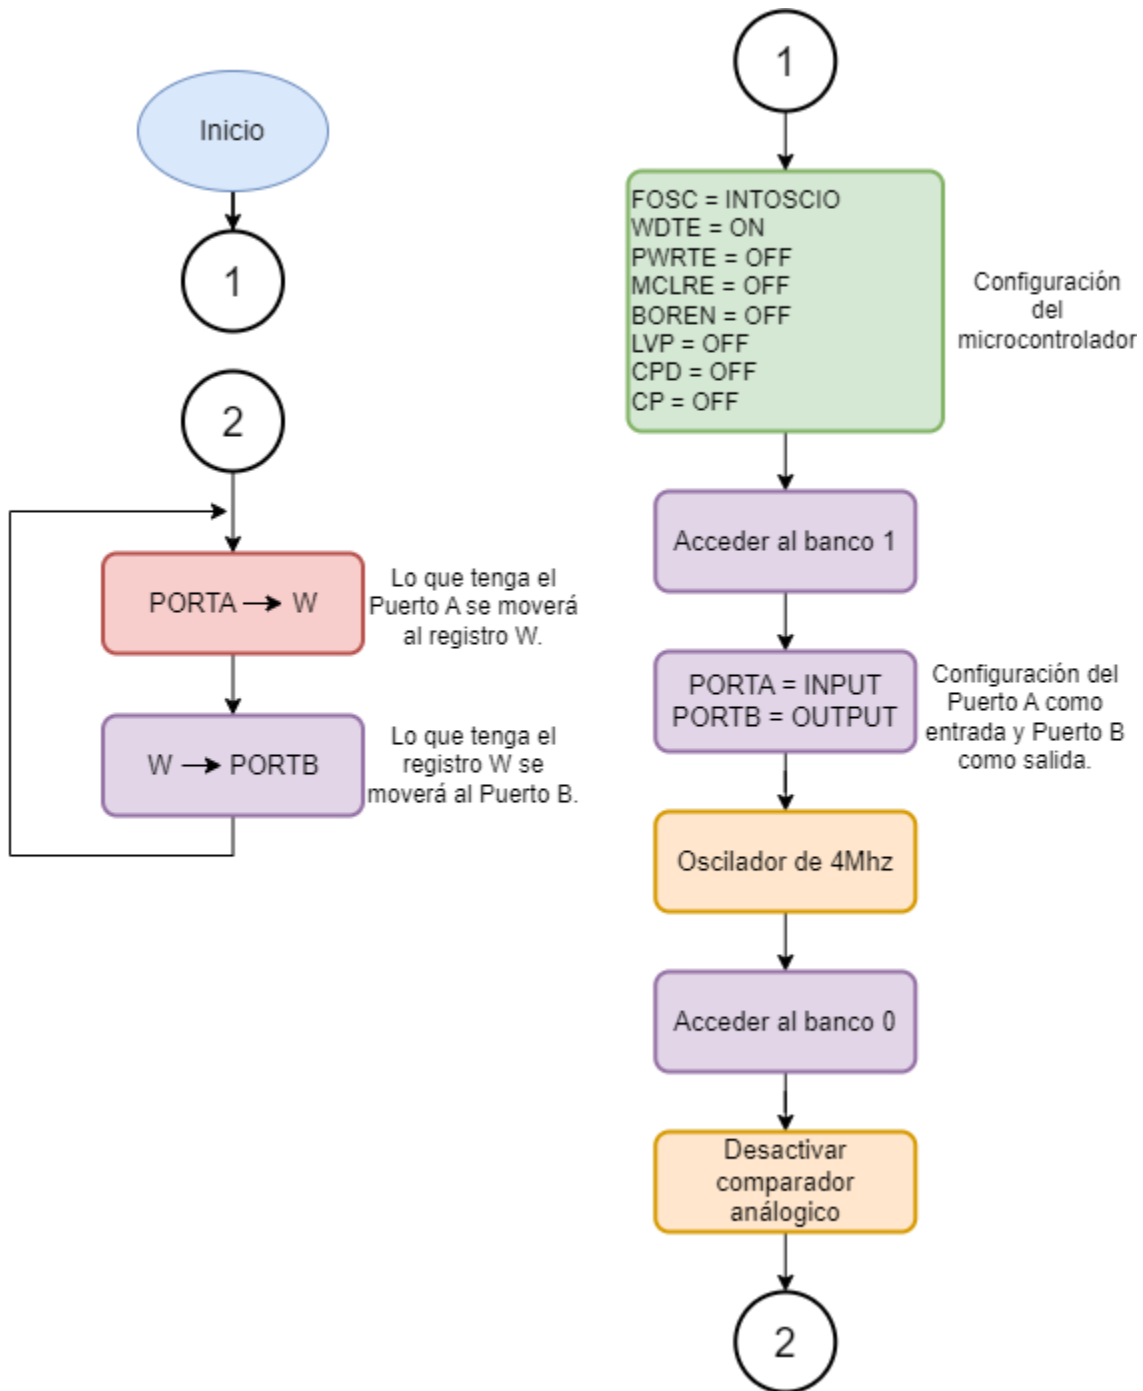 Inicio
1
2
PORTA → W
Lo que tenga el
Puerto A se moverá
al registro W.
W → PORTB
Lo que tenga el
registro W se
moverá al Puerto B.
1
FOSC = INTOSCIO
WDTE = ON
PWRTE = OFF
MCLRE = OFF
BOREN = OFF
LVP = OFF
CPD = OFF
CP = OFF
Configuración
del
microcontrolador
Acceder al banco 1
PORTA = INPUT
PORTB = OUTPUT
Configuración del
Puerto A como
entrada y Puerto B
como salida.
Oscilador de 4Mhz
Acceder al banco 0
Desactivar
comparador
análogico
2